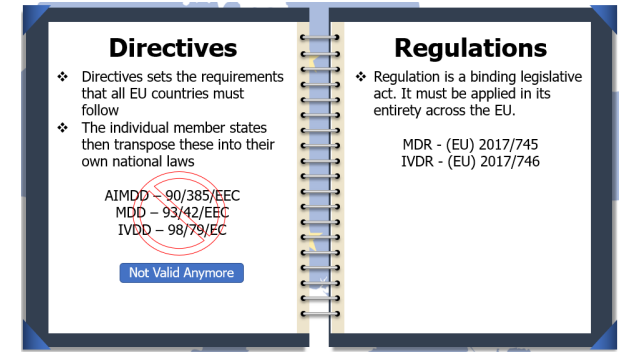 Directives
❖ Directives sets the requirements
that all EU countries must
follow
❖ The individual member states
then transpose these into their
own national laws
AIMDD – 90/385/EEC
MDD – 93/42/EEC
IVDD – 98/79/EC
Not Valid Anymore
Regulations
❖ Regulation is a binding legislative
act. It must be applied in its
entirety across the EU.
MDR - (EU) 2017/745
IVDR - (EU) 2017/746